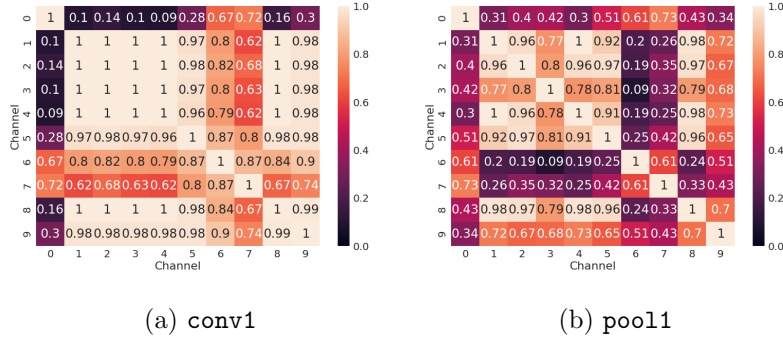 0 1 0.1 0.14 0.1 0.09 0.28 0.67 0.72 0.16 0.3
1 0.1 1 1 1 1 0.97 0.8 0.62 1 0.98
2 0.14 1 1 1 1 0.98 0.82 0.68 1 0.98
3 0.1 1 1 1 1 0.97 0.8 0.63 1 0.98
4 0.09 1 1 1 1 0.96 0.79 0.62 1 0.98
5 0.28 0.97 0.98 0.97 0.96 1 0.87 0.8 0.98 0.98
6 0.67 0.8 0.82 0.8 0.79 0.87 1 0.87 0.84 0.9
7 0.72 0.62 0.68 0.63 0.62 0.8 0.87 1 0.67 0.74
8 0.16 1 1 1 1 0.98 0.84 0.67 1 0.99
9 0.3 0.98 0.98 0.98 0.98 0.98 0.9 0.74 0.99 1
0 1 2 3 4 5 6 7 8 9
Channel
Channel
1.0
0.8
0.6
0.4
0.2
0.0
(a) conv1
0 1 0.31 0.4 0.42 0.3 0.51 0.61 0.73 0.43 0.34
1 0.31 1 0.96 0.77 1 0.92 0.2 0.26 0.98 0.72
2 0.4 0.96 1 0.8 0.96 0.97 0.19 0.35 0.97 0.67
3 0.42 0.77 0.8 1 0.78 0.81 0.09 0.32 0.79 0.68
4 0.3 1 0.96 0.78 1 0.91 0.19 0.25 0.98 0.73
5 0.51 0.92 0.97 0.81 0.91 1 0.25 0.42 0.96 0.65
6 0.61 0.2 0.19 0.09 0.19 0.25 1 0.61 0.24 0.51
7 0.73 0.26 0.35 0.32 0.25 0.42 0.61 1 0.33 0.43
8 0.43 0.98 0.97 0.79 0.98 0.96 0.24 0.33 1 0.7
9 0.34 0.72 0.67 0.68 0.73 0.65 0.51 0.43 0.7 1
0 1 2 3 4 5 6 7 8 9
Channel
Channel
1.0
0.8
0.6
0.4
0.2
0.0
(b) pool1